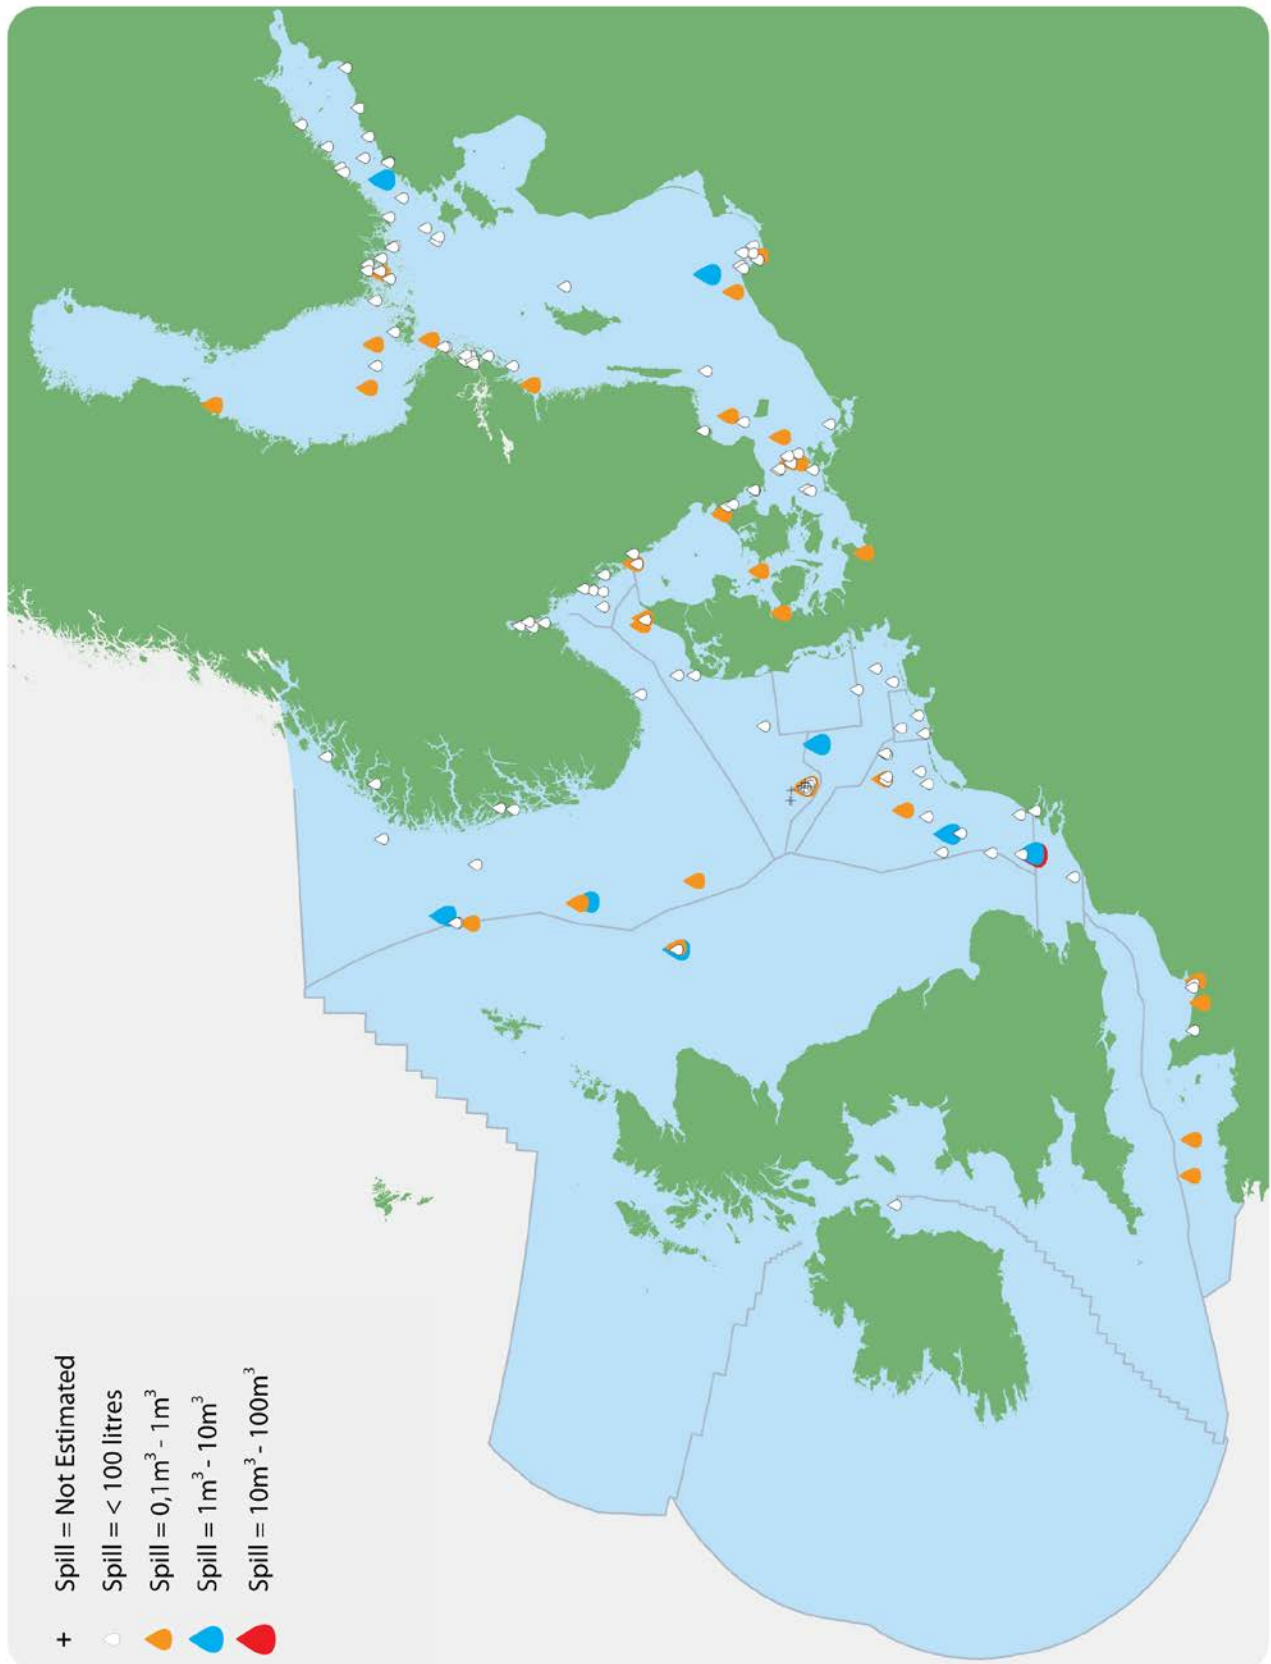 + Spill = Not Estimated
Spill = < 100 litres
Spill = 0,1m³ - 1m³
Spill = 1m³ - 10m³
Spill = 10m³ - 100m³